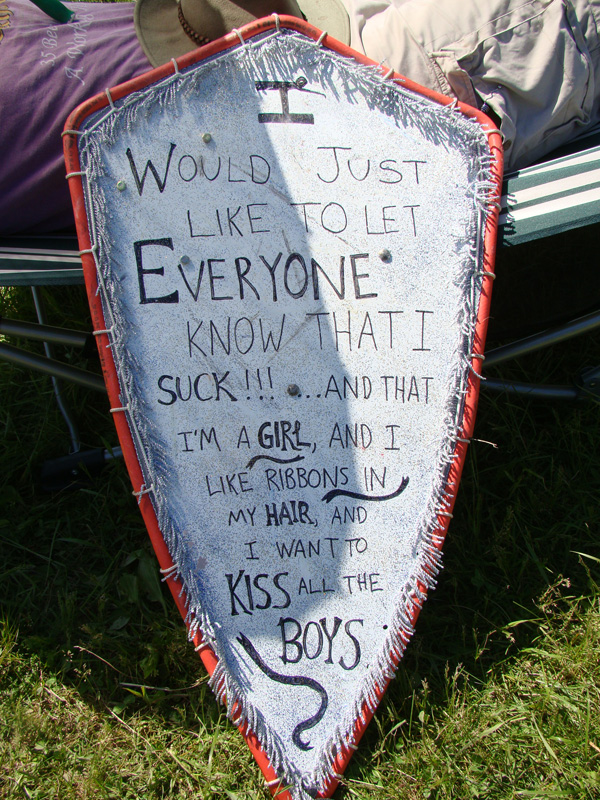 I
WOULD JUST
LIKE TO LET
EVERYONE
KNOW THAT I
SUCK!!! ...AND THAT
I'M A GIRL, AND I
LIKE RIBBONS IN
MY HAIR, AND
I WANT TO
KISS ALL THE
BOYS.